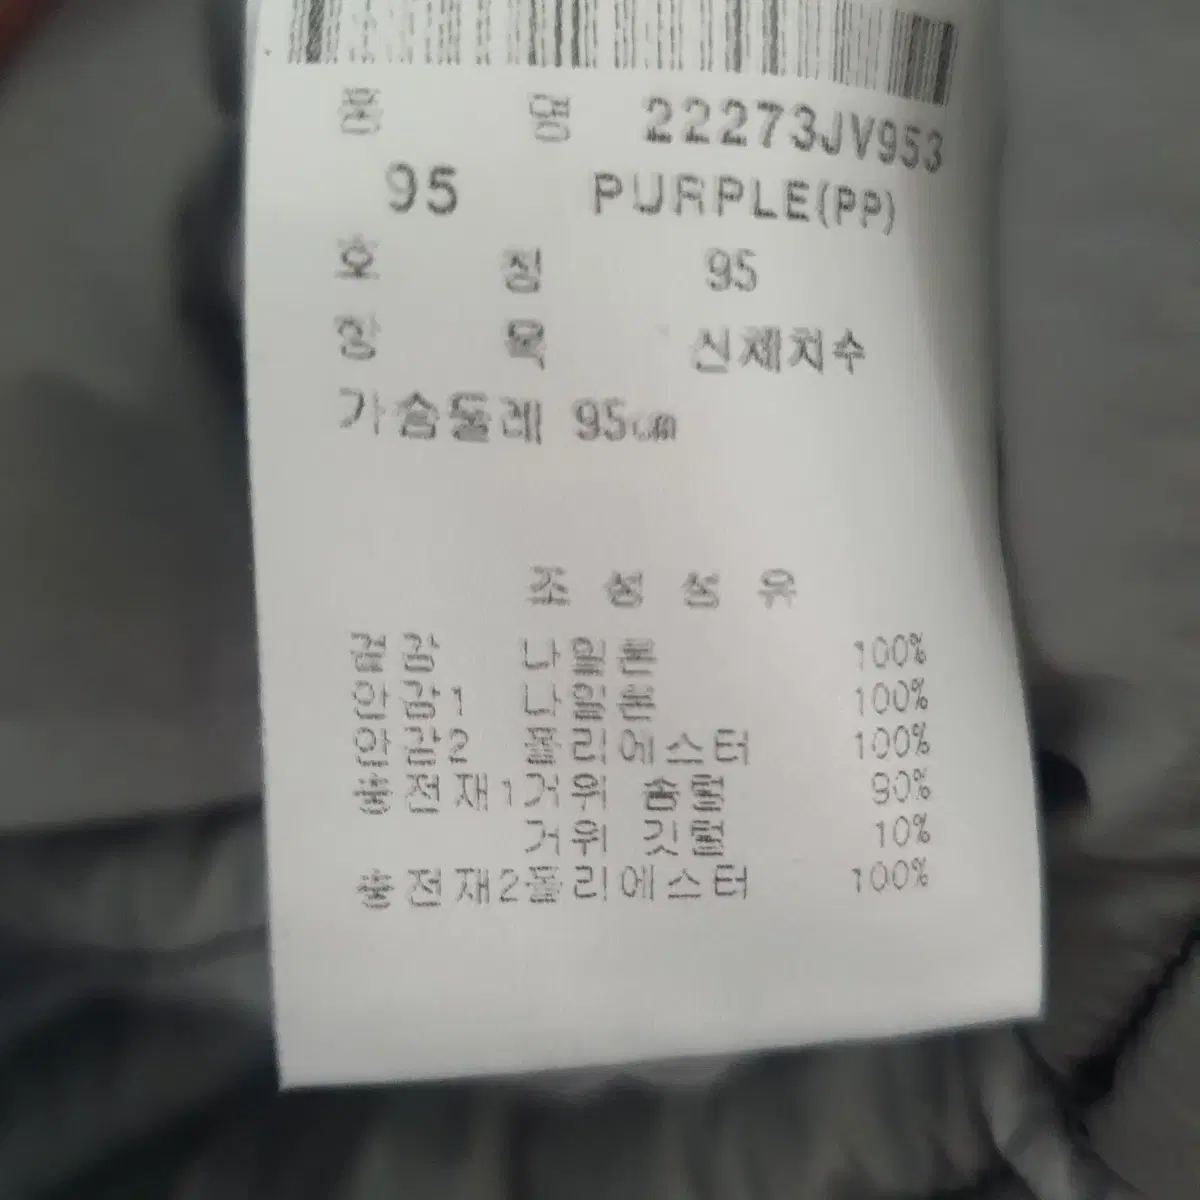 품 명 22273JV953
95 PURPLE(PP)
호 칭 95
항 목 신체치수
가슴둘레 95cm
조 성 섬 유
겉감 나일론 100%
안감1 나일론 100%
안감2 폴리에스터 100%
충전재1거위 솜털 90%
거위 깃털 10%
충전재2폴리에스터 100%